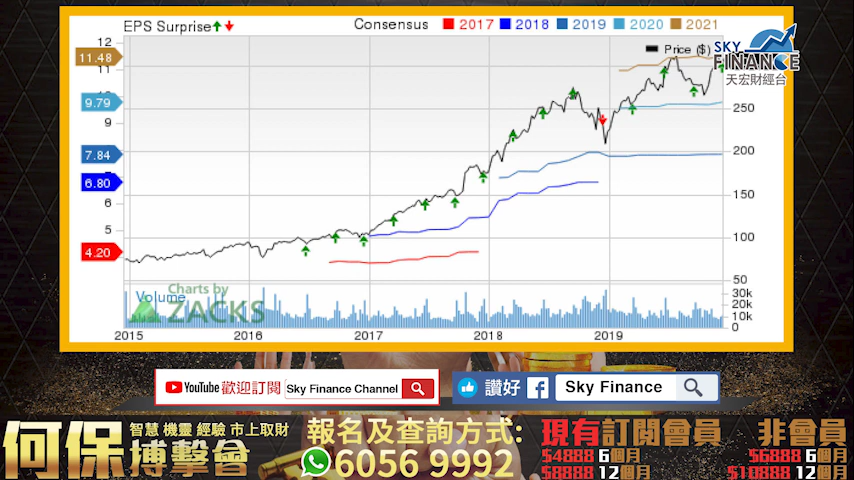 EPS Surprise
Consensus 2017 2018 2019 2020 2021
Price ($)
SKY
FINANCE
天宏財經台
12
11.48
11
9.79
9
7.84
6.80
6
5
4.20
250
200
150
100
50
30k
20k
10k
0
Volume
Charts by
ZACKS
2015 2016 2017 2018 2019
YouTube 歡迎訂閱 Sky Finance Channel
讚好 f Sky Finance
何保
搏擊會
智慧 機靈 經驗 市上取財
報名及查詢方式:
6056 9992
現有訂閱會員
$4888 6個月
$8888 12個月
非會員
$6888 6個月
$10888 12個月